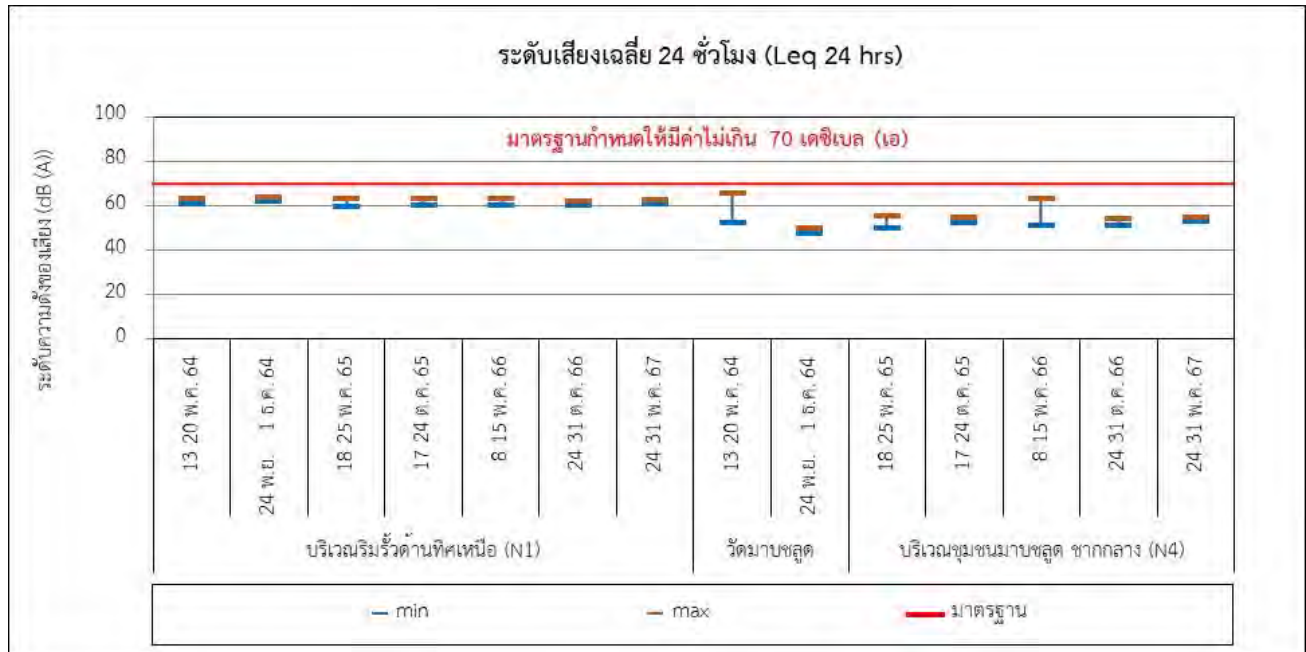 ระดับเสียงเฉลี่ย 24 ชั่วโมง (Leq 24 hrs)
ระดับความดังของเสียง (dB (A))
100
80
60
40
20
0
มาตรฐานกำหนดให้มีค่าไม่เกิน 70 เดซิเบล (เอ)
13 20 พ.ค. 64
24 พ.ย. 1 ธ.ค. 64
18 25 พ.ค. 65
17 24 ต.ค. 65
8 15 พ.ค. 66
24 31 ต.ค. 66
24 31 พ.ค. 67
13 20 พ.ค. 64
24 พ.ย. 1 ธ.ค. 64
18 25 พ.ค. 65
17 24 ต.ค. 65
8 15 พ.ค. 66
24 31 ต.ค. 66
24 31 พ.ค. 67
บริเวณริมรั้วด้านทิศเหนือ (N1)
วัดมาบชลูด
บริเวณชุมชนมาบชลูด ชากกลาง (N4)
min
max
มาตรฐาน